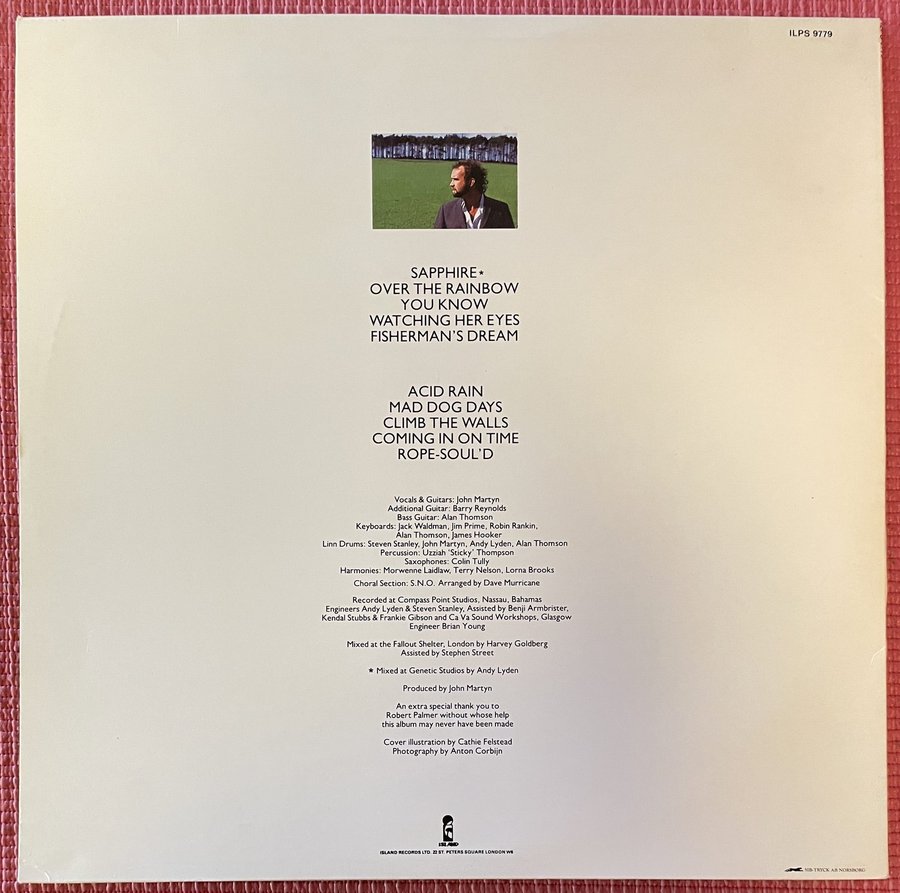 ILPS 9779
SAPPHIRE★
OVER THE RAINBOW
YOU KNOW
WATCHING HER EYES
FISHERMAN'S DREAM
ACID RAIN
MAD DOG DAYS
CLIMB THE WALLS
COMING IN ON TIME
ROPE-SOUL'D
Vocals & Guitars: John Martyn
Additional Guitar: Barry Reynolds
Bass Guitar: Alan Thomson
Keyboards: Jack Waldman, Jim Prime, Robin Rankin,
Alan Thomson, James Hooker
Linn Drums: Steven Stanley, John Martyn, Andy Lyden, Alan Thomson
Percussion: Uzziah 'Sticky' Thompson
Saxophones: Colin Tully
Harmonies: Morwenne Laidlaw, Terry Nelson, Lorna Brooks
Choral Section: S.N.O. Arranged by Dave Murricane
Recorded at Compass Point Studios, Nassau, Bahamas
Engineers Andy Lyden & Steven Stanley, Assisted by Benji Armbrister,
Kendal Stubbs & Frankie Gibson and Ca Va Sound Workshops, Glasgow
Engineer Brian Young
Mixed at the Fallout Shelter, London by Harvey Goldberg
Assisted by Stephen Street
★ Mixed at Genetic Studios by Andy Lyden
Produced by John Martyn
An extra special thank you to
Robert Palmer without whose help
this album may never have been made
Cover illustration by Cathie Felstead
Photography by Anton Corbijn
ISLAND
ISLAND RECORDS LTD. 22 ST. PETERS SQUARE LONDON W6
NIB-TRYCK AB NORSBORG